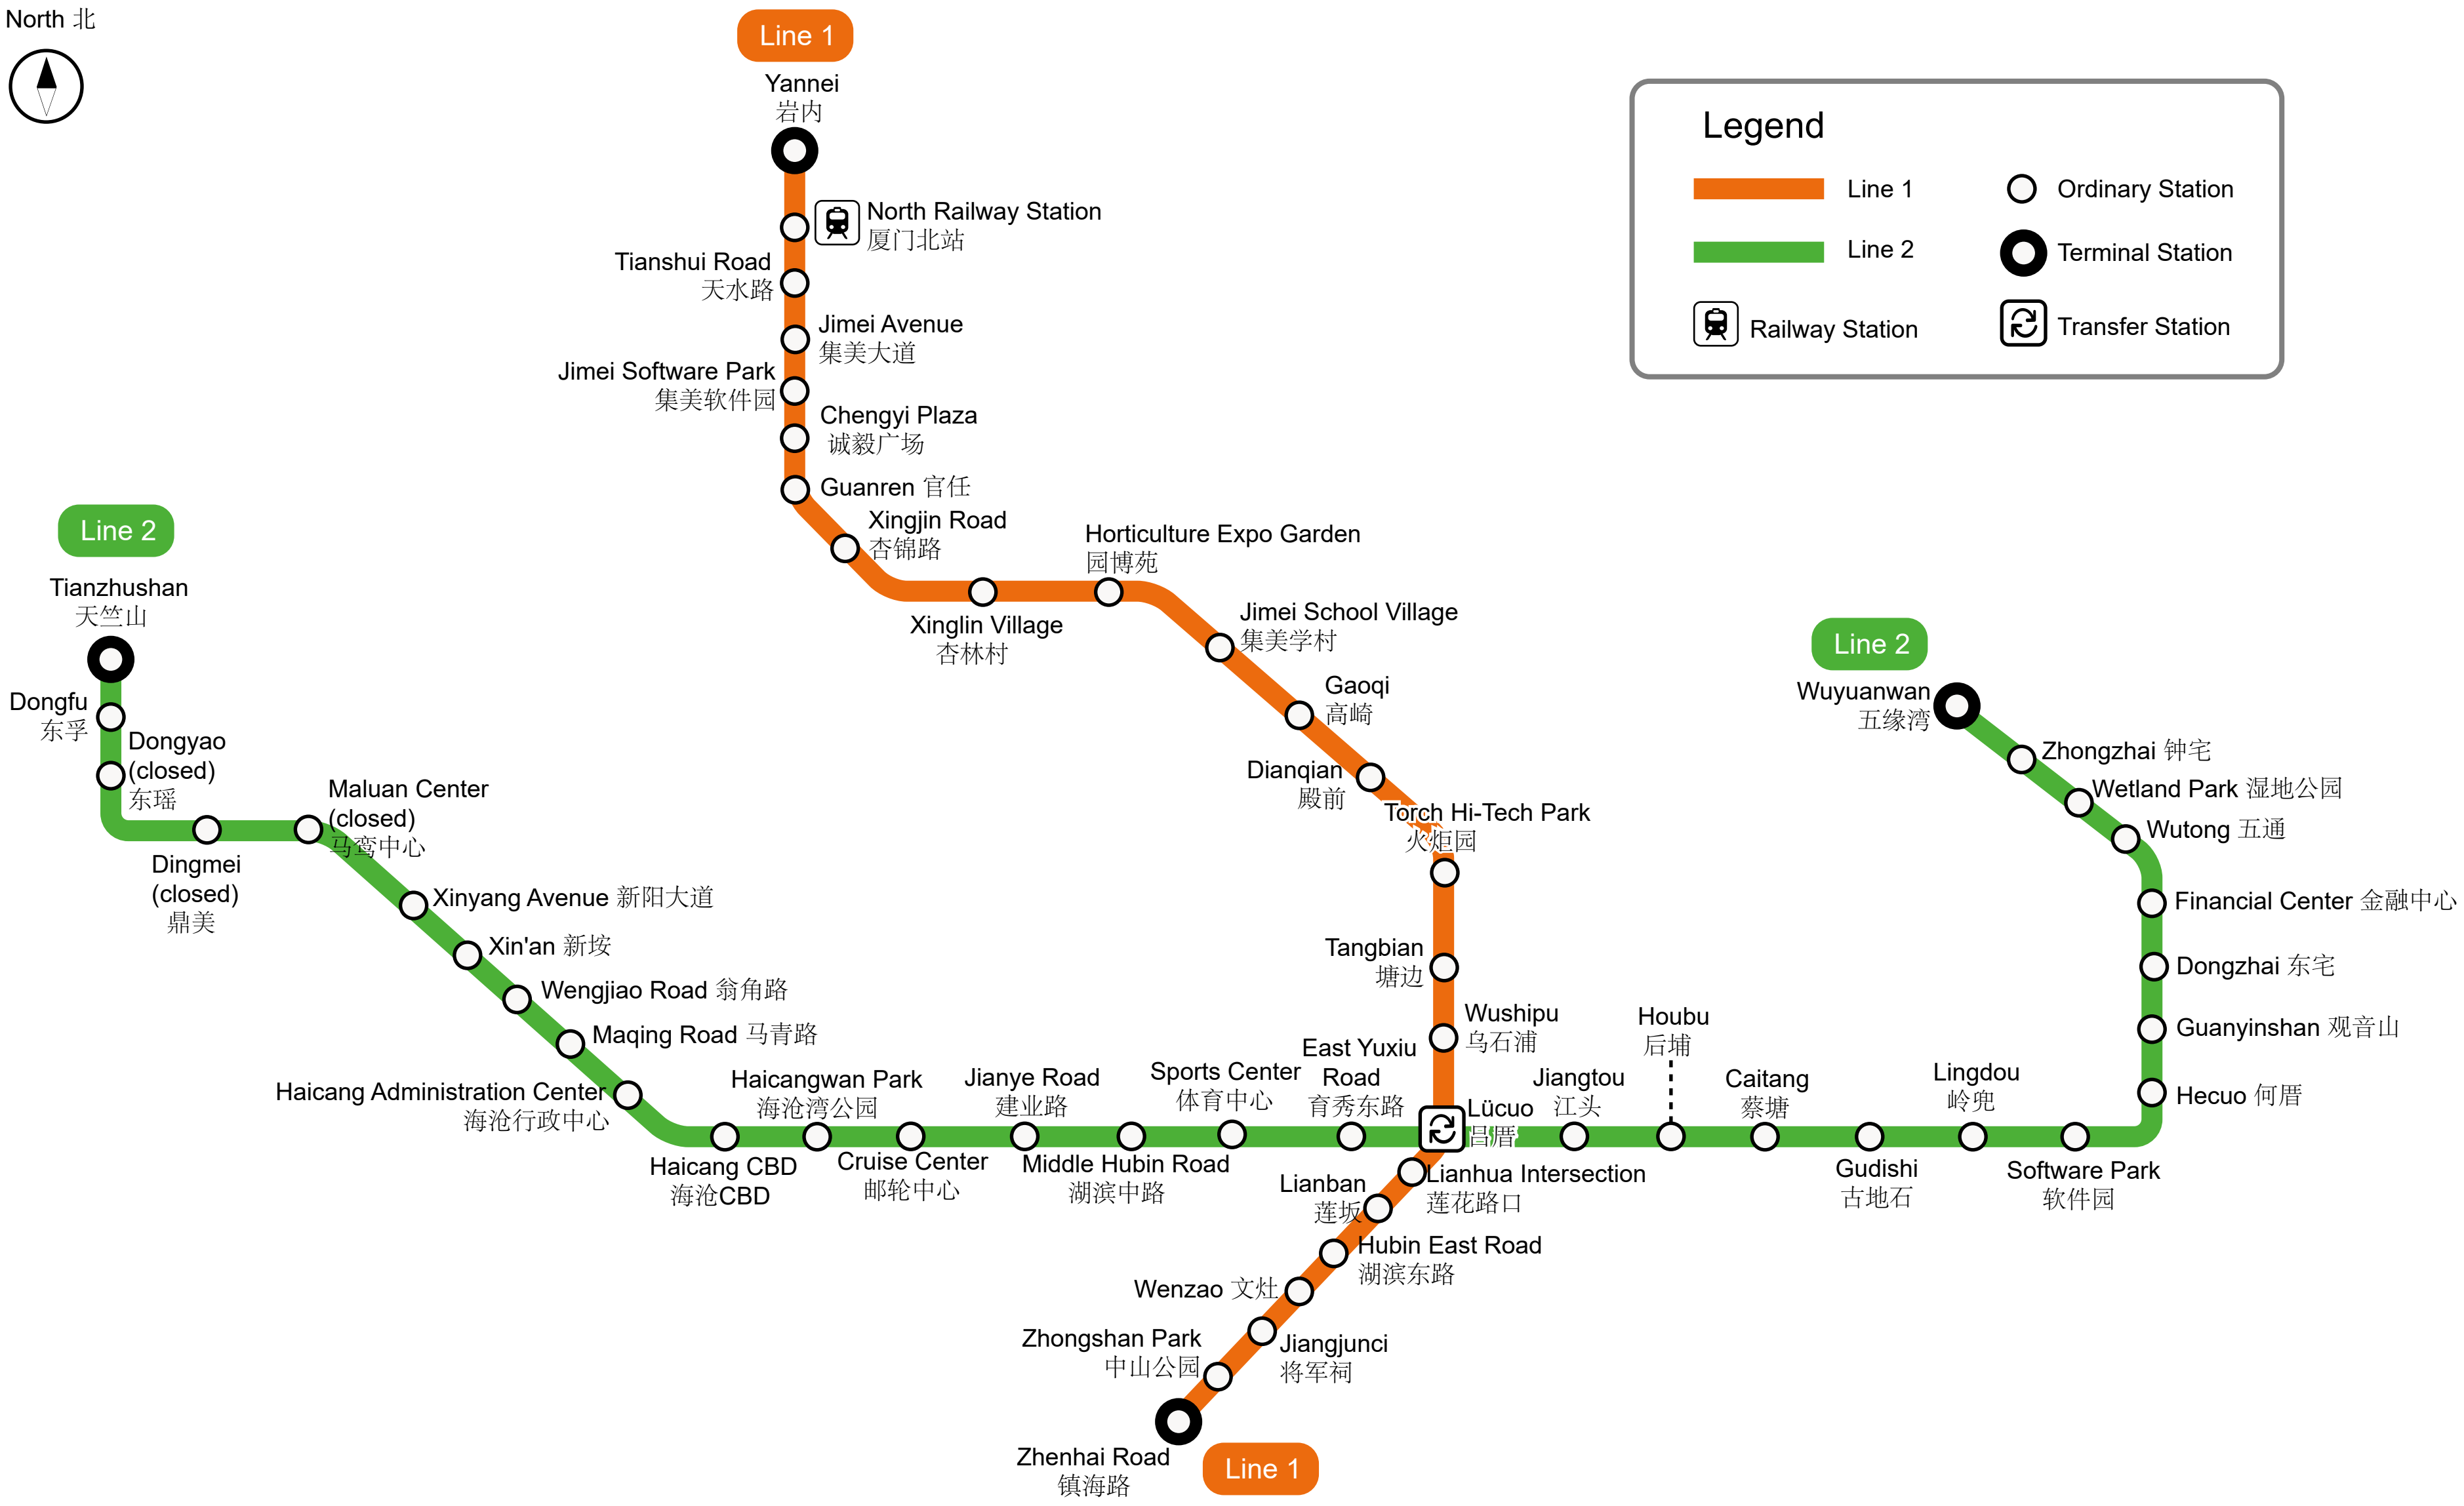 North 北
Line 1
Yannei
岩内
North Railway Station
厦门北站
Tianshui Road
天水路
Jimei Avenue
集美大道
Jimei Software Park
集美软件园
Chengyi Plaza
诚毅广场
Guanren 官任
Xingjin Road
杏锦路
Xinglin Village
杏林村
Horticulture Expo Garden
园博苑
Jimei School Village
集美学村
Gaoqi
高崎
Dianqian
殿前
Torch Hi-Tech Park
火炬园
Tangbian
塘边
Wushipu
乌石浦
Lücuo
吕厝
Lianhua Intersection
莲花路口
Lianban
莲坂
Hubin East Road
湖滨东路
Wenzao 文灶
Jiangjunci
将军祠
Zhongshan Park
中山公园
Zhenhai Road
镇海路
Line 1
Legend
Line 1
Ordinary Station
Line 2
Terminal Station
Railway Station
Transfer Station
Line 2
Tianzhushan
天竺山
Dongfu
东孚
Dongyao
(closed)
东瑶
Dingmei
(closed)
鼎美
Maluan Center
(closed)
马銮中心
Xinyang Avenue 新阳大道
Xin'an 新垵
Wengjiao Road 翁角路
Maqing Road 马青路
Haicang Administration Center
海沧行政中心
Haicang CBD
海沧CBD
Haicangwan Park
海沧湾公园
Cruise Center
邮轮中心
Jianye Road
建业路
Middle Hubin Road
湖滨中路
Sports Center
体育中心
East Yuxiu
Road
育秀东路
Jiangtou
江头
Houbu
后埔
Caitang
蔡塘
Gudishi
古地石
Lingdou
岭兜
Software Park
软件园
Hecuo 何厝
Guanyinshan 观音山
Dongzhai 东宅
Financial Center 金融中心
Wutong 五通
Wetland Park 湿地公园
Zhongzhai 钟宅
Wuyuanwan
五缘湾
Line 2